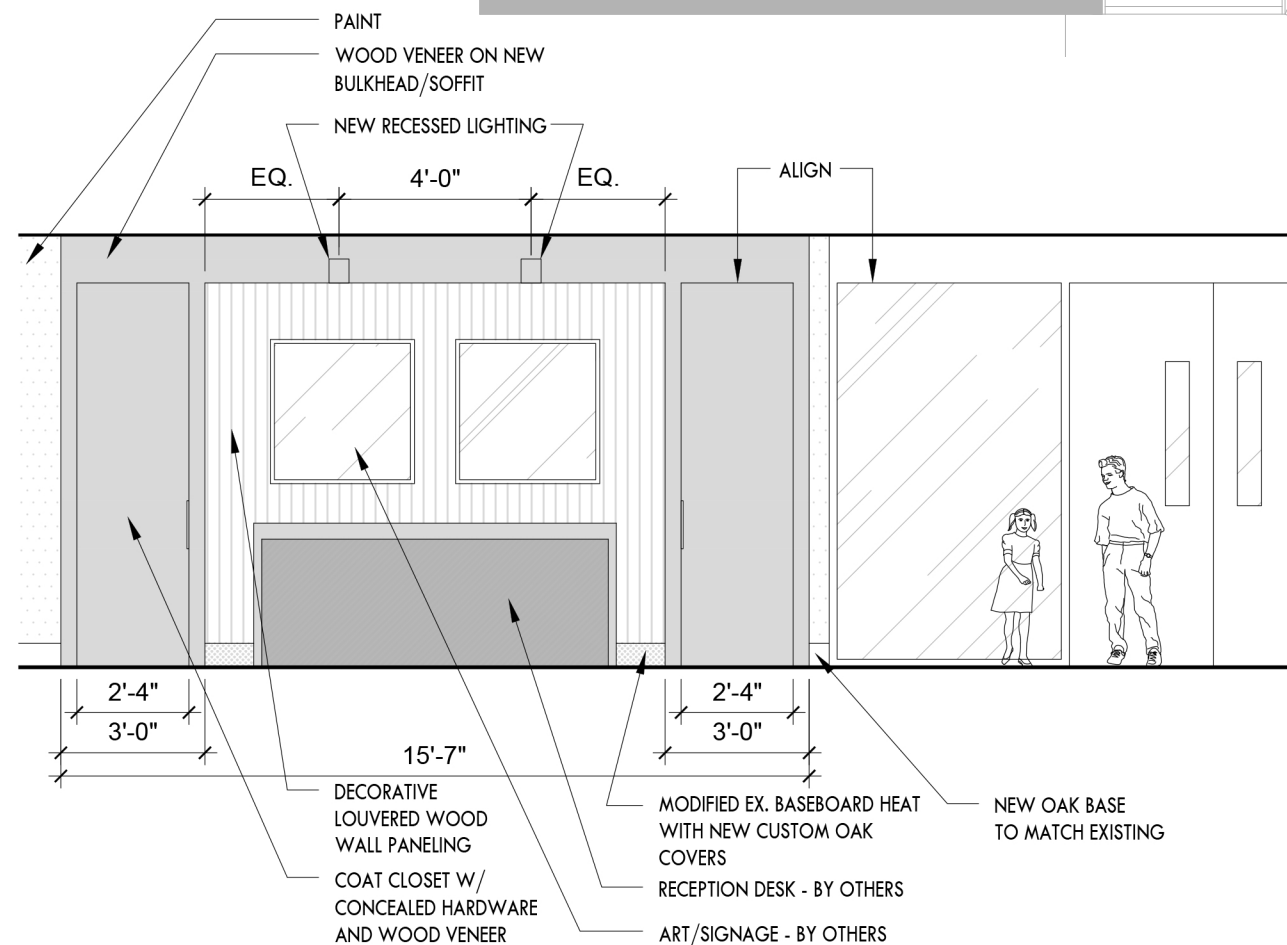 PAINT
WOOD VENEER ON NEW
BULKHEAD/SOFFIT
NEW RECESSED LIGHTING
EQ.
4'-0"
EQ.
ALIGN
2'-4"
3'-0"
15'-7"
2'-4"
3'-0"
DECORATIVE
LOUVERED WOOD
WALL PANELING
COAT CLOSET W/
CONCEALED HARDWARE
AND WOOD VENEER
MODIFIED EX. BASEBOARD HEAT
WITH NEW CUSTOM OAK
COVERS
RECEPTION DESK - BY OTHERS
ART/SIGNAGE - BY OTHERS
NEW OAK BASE
TO MATCH EXISTING